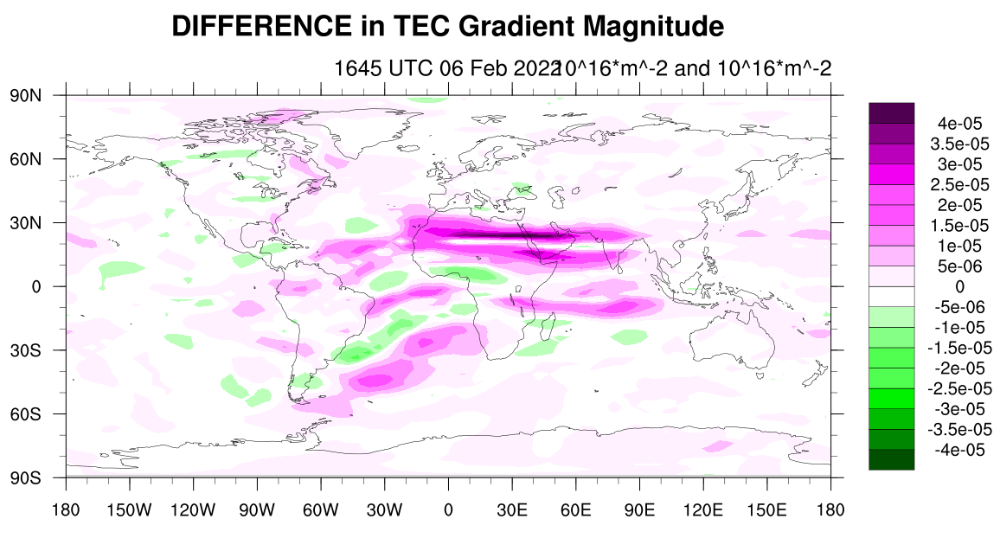 DIFFERENCE in TEC Gradient Magnitude
1645 UTC 06 Feb 202210^16*m^-2 and 10^16*m^-2
90N
60N
30N
0
30S
60S
90S
180 150W 120W 90W 60W 30W 0 30E 60E 90E 120E 150E 180
4e-05
3.5e-05
3e-05
2.5e-05
2e-05
1.5e-05
1e-05
5e-06
0
-5e-06
-1e-05
-1.5e-05
-2e-05
-2.5e-05
-3e-05
-3.5e-05
-4e-05